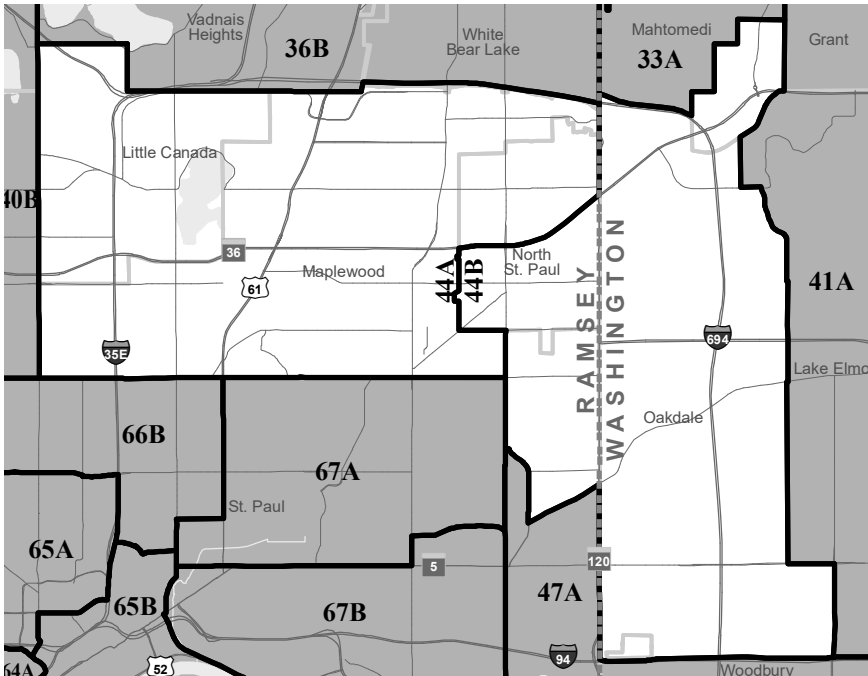 Vadnais
Heights
36B
White
Bear Lake
Mahtomedi
33A
Grant
Little Canada
40B
36
Maplewood
61
44A
44B
North
St. Paul
RAMSEY
WASHINGTON
41A
35E
694
Lake Elmo
Oakdale
66B
67A
St. Paul
65A
5
120
47A
65B
67B
64A
52
94
Woodbury